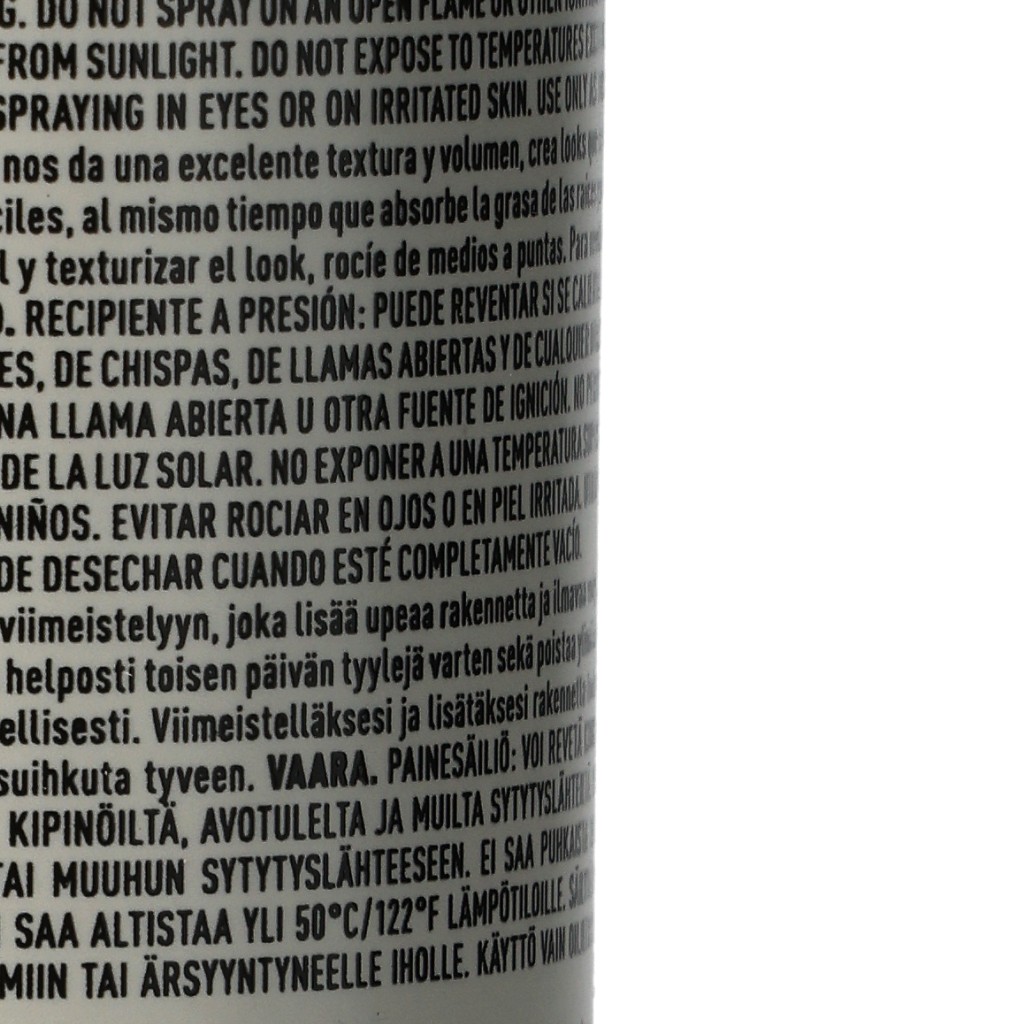 G. DO NOT SPRAY ON AN OPEN FLAME OR OTHER
FROM SUNLIGHT. DO NOT EXPOSE TO TEMPERATURES
SPRAYING IN EYES OR ON IRRITATED SKIN. USE ONLY AS
nos da una excelente textura y volumen, crea looks que
ciles, al mismo tiempo que absorbe la grasa de las raíces
l y texturizar el look, rocíe de medios a puntas. Para
O. RECIPIENTE A PRESIÓN: PUEDE REVENTAR SI SE
ES, DE CHISPAS, DE LLAMAS ABIERTAS Y DE CUALQUIER
NA LLAMA ABIERTA U OTRA FUENTE DE IGNICIÓN. NO
DE LA LUZ SOLAR. NO EXPONER A UNA TEMPERATURA
NIÑOS. EVITAR ROCIAR EN OJOS O EN PIEL IRRITADA.
DE DESECHAR CUANDO ESTÉ COMPLETAMENTE VACÍO.
viimeistelyyn, joka lisää upeaa rakennetta ja ilmavaa
helposti toisen päivän tyylejä varten sekä poistaa
ellisesti. Viimeistelläksesi ja lisätäksesi rakennetta
suihkuta tyveen. VAARA. PAINESÄILIÖ: VOI REVETÄ
KIPINÖILTÄ, AVOTULELTA JA MUILTA SYTYTYSLÄHTEILTÄ
TAI MUUHUN SYTYTYSLÄHTEESEEN. EI SAA PUHKAISTA
SAA ALTISTAA YLI 50°C/122°F LÄMPÖTILOILLE.
MIIN TAI ÄRSYYNTYNEELLE IHOLLE. KÄYTTÖ VAIN